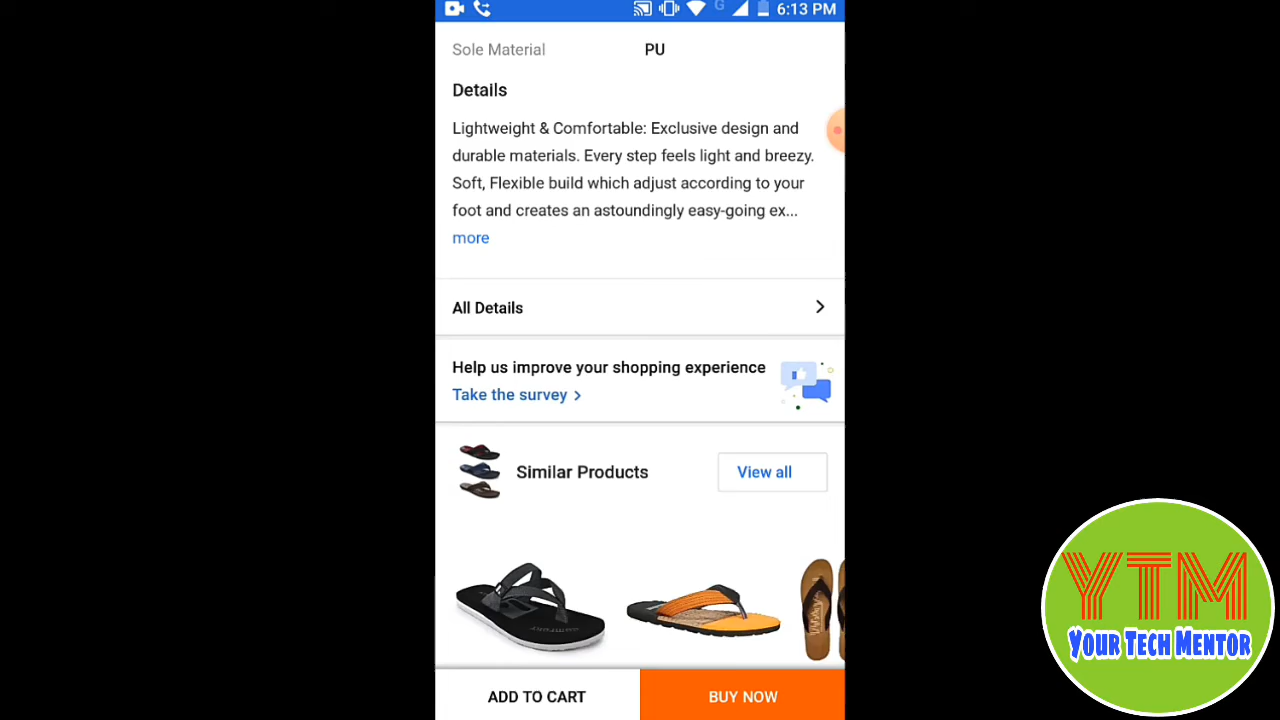 6:13 PM
Sole Material PU
Details
Lightweight & Comfortable: Exclusive design and
durable materials. Every step feels light and breezy.
Soft, Flexible build which adjust according to your
foot and creates an astoundingly easy-going ex...
more
All Details
Help us improve your shopping experience
Take the survey
Similar Products View all
ADD TO CART BUY NOW
YTM
YOUR TECH MENTOR